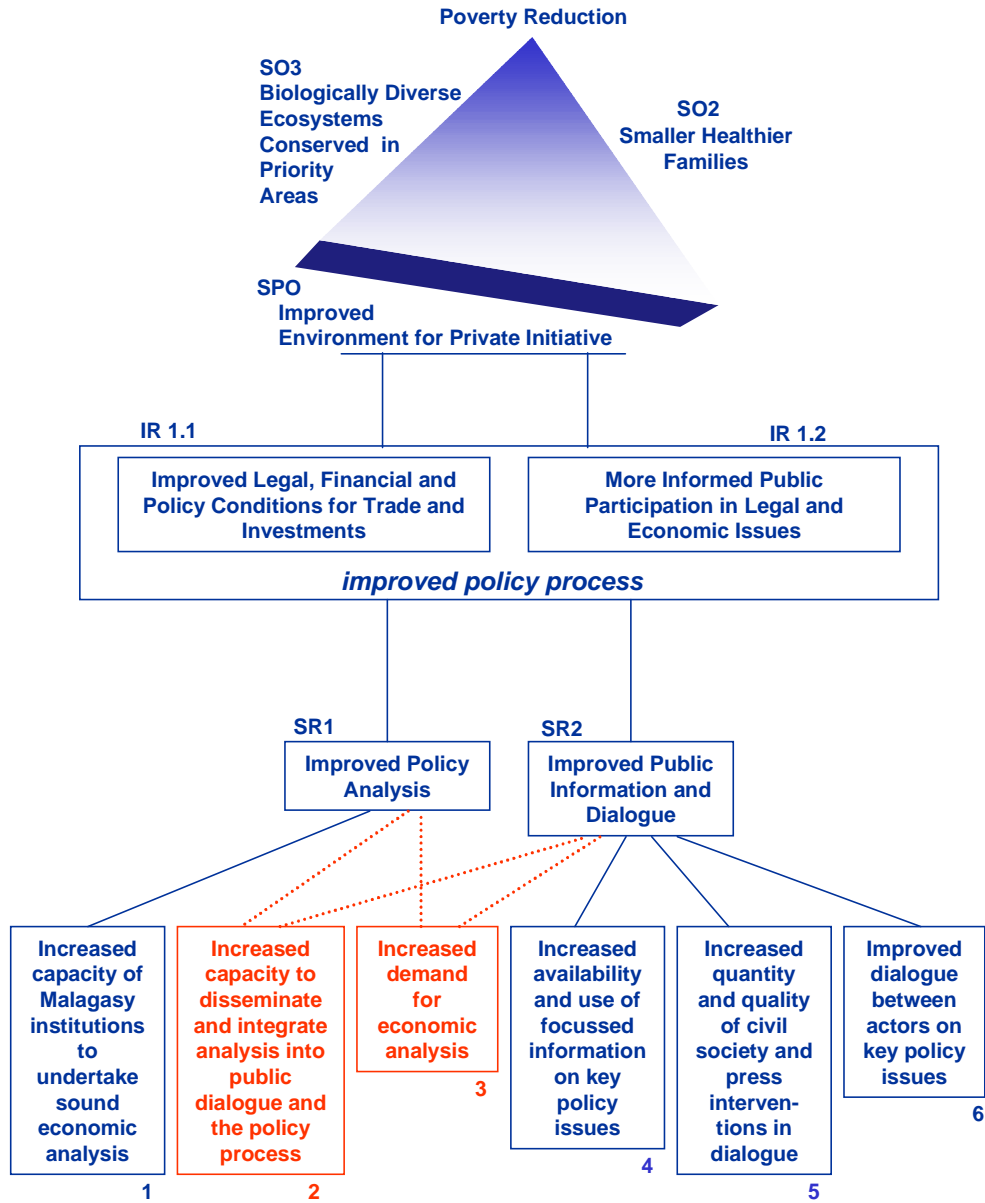 Poverty Reduction
SO3
Biologically Diverse
Ecosystems
Conserved in
Priority
Areas
SO2
Smaller Healthier
Families
SPO
Improved
Environment for Private Initiative
IR 1.1
IR 1.2
Improved Legal, Financial and
Policy Conditions for Trade and
Investments
More Informed Public
Participation in Legal and
Economic Issues
improved policy process
SR1
Improved Policy
Analysis
SR2
Improved Public
Information and
Dialogue
Increased
capacity of
Malagasy
institutions
to
undertake
sound
economic
analysis
1
Increased
capacity to
disseminate
and integrate
analysis into
public
dialogue and
the policy
process
2
Increased
demand
for
economic
analysis
3
Increased
availability
and use of
focussed
information
on key
policy
issues
4
Increased
quantity
and quality
of civil
society and
press
interven-
tions in
dialogue
5
Improved
dialogue
between
actors on
key policy
issues
6